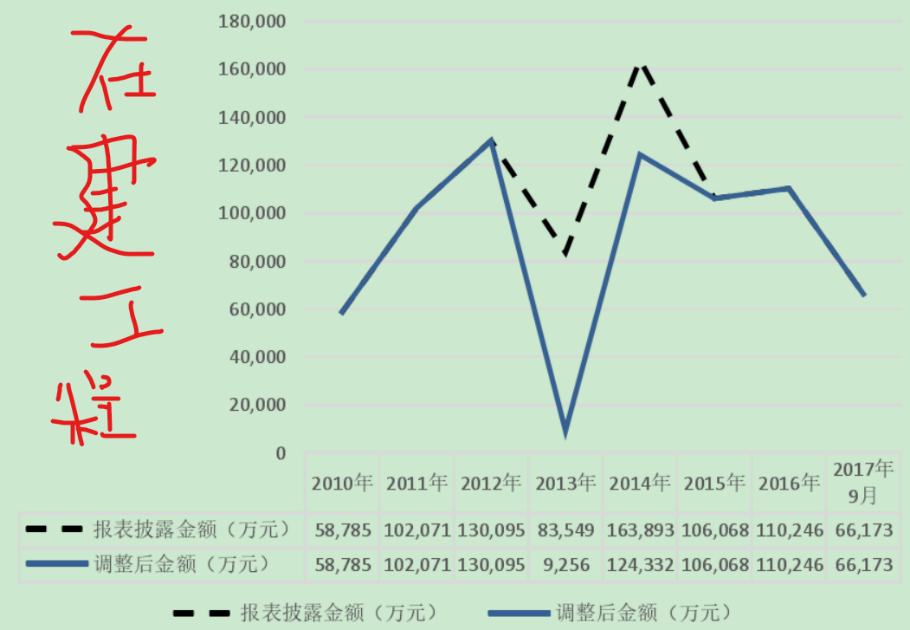 在建工程
180,000
160,000
140,000
120,000
100,000
80,000
60,000
40,000
20,000
0
2010年 2011年 2012年 2013年 2014年 2015年 2016年 2017年9月
报表披露金额（万元） 58,785 102,071 130,095 83,549 163,893 106,068 110,246 66,173
调整后金额（万元） 58,785 102,071 130,095 9,256 124,332 106,068 110,246 66,173
报表披露金额（万元） 调整后金额（万元）